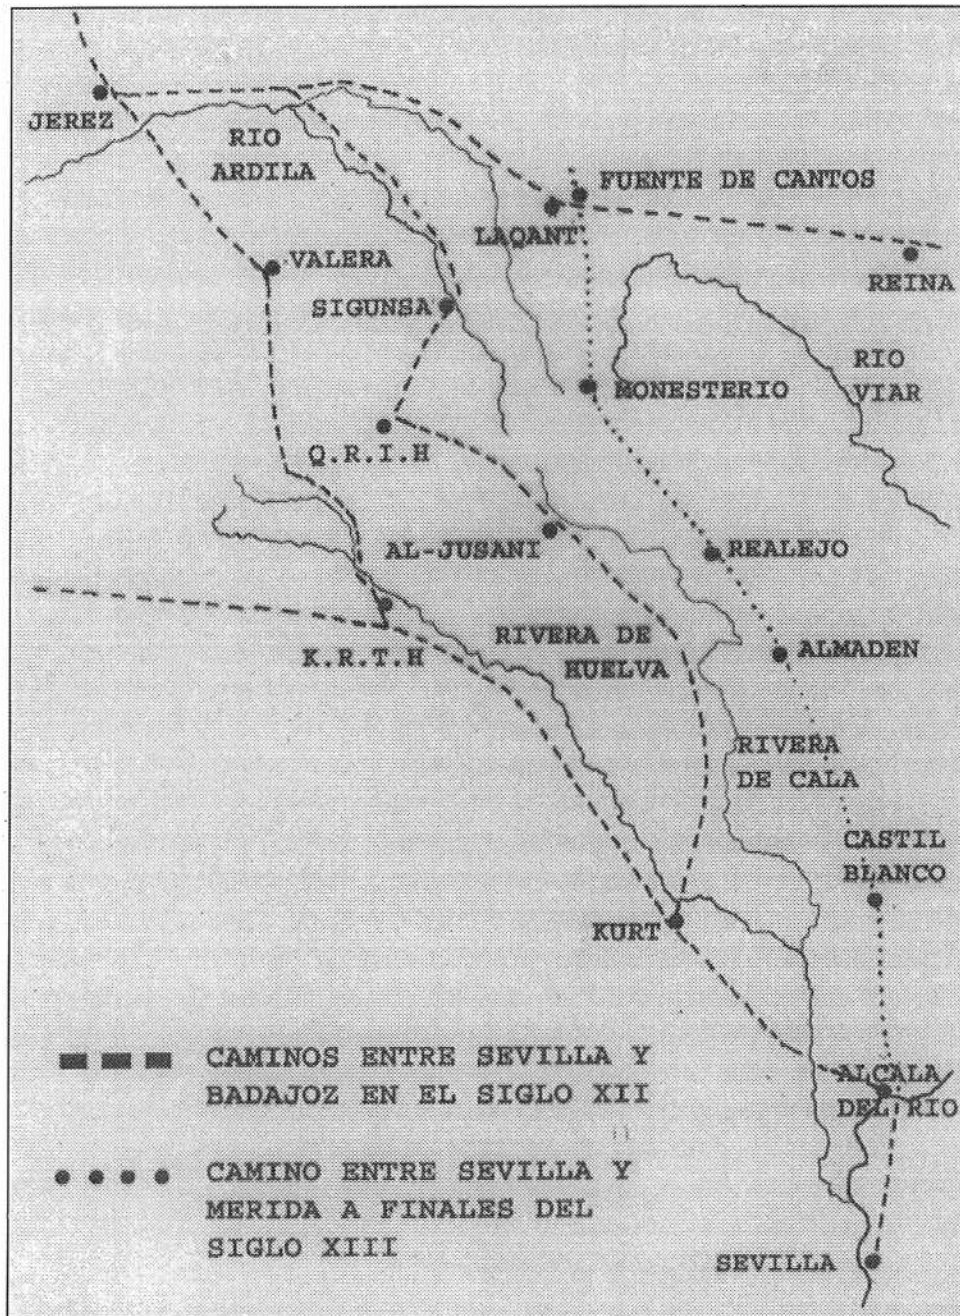 JEREZ
RIO
ARDILA
FUENTE DE CANTOS
LAQANT
REINA
VALERA
SIGUNSA
RIO
VIAR
MONESTERIO
Q.R.I.H
AL-JUSANI
REALEJO
K.R.T.H
RIVERA DE
HUELVA
ALMADEN
RIVERA
DE CALA
CASTIL
BLANCO
KURT
CAMINOS ENTRE SEVILLA Y
BADAJOZ EN EL SIGLO XII
ALCALA
DEL RIO
CAMINO ENTRE SEVILLA Y
MERIDA A FINALES DEL
SIGLO XIII
SEVILLA